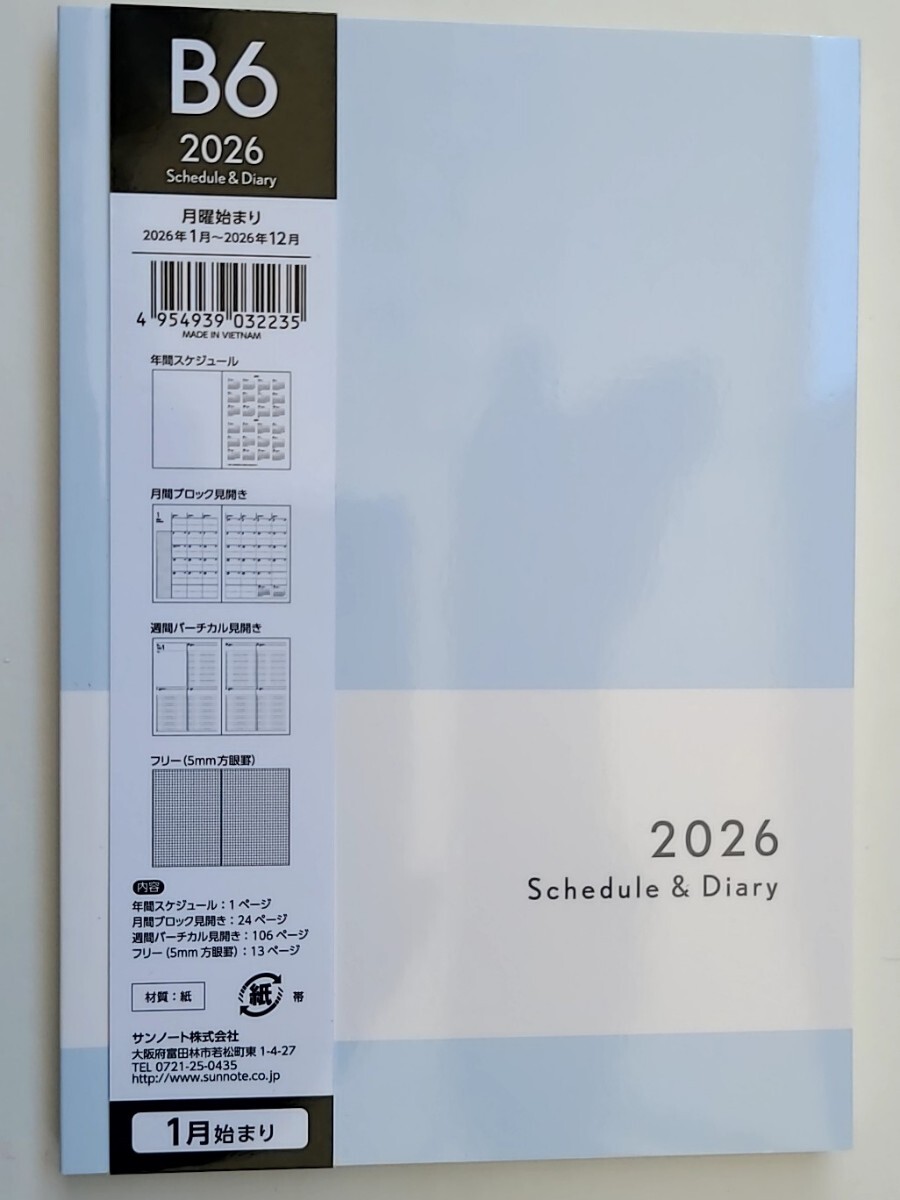 B6
2026
Schedule & Diary
月曜始まり
2026年1月～2026年12月
4 954939 032235
MADE IN VIETNAM
年間スケジュール
月間ブロック見開き
週間バーチカル見開き
フリー(5mm方眼罫)
内容
年間スケジュール：1ページ
月間ブロック見開き：24ページ
週間バーチカル見開き：106ページ
フリー(5mm方眼罫)：13ページ
材質：紙
紙 帯
サンノート株式会社
大阪府富田林市若松町東1-4-27
TEL 0721-25-0435
http://www.sunnote.co.jp
1月始まり
2026
Schedule & Diary